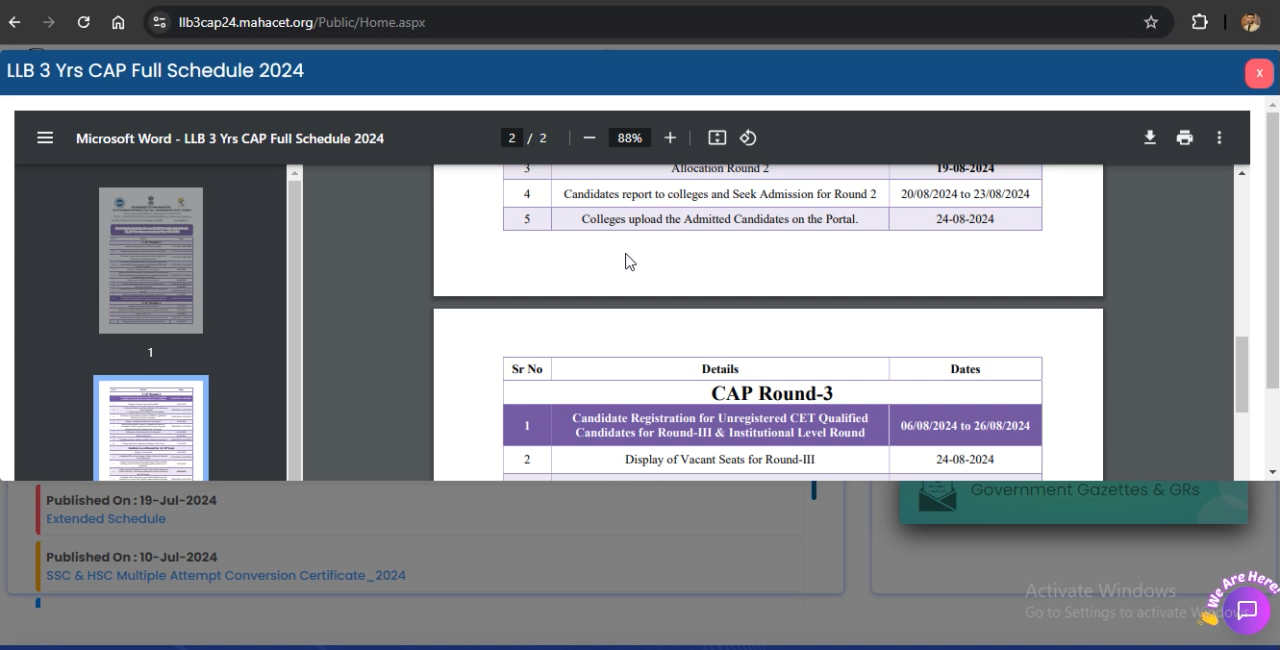 llb3cap24.mahacet.org/Public/Home.aspx
LLB 3 Yrs CAP Full Schedule 2024
x
Microsoft Word - LLB 3 Yrs CAP Full Schedule 2024
2 / 2
88%
3 Allocation Round 2 19-08-2024
4 Candidates report to colleges and Seek Admission for Round 2 20/08/2024 to 23/08/2024
5 Colleges upload the Admitted Candidates on the Portal. 24-08-2024
1
Sr No Details Dates
CAP Round-3
1 Candidate Registration for Unregistered CET Qualified
Candidates for Round-III & Institutional Level Round 06/08/2024 to 26/08/2024
2 Display of Vacant Seats for Round-III 24-08-2024
Published On : 19-Jul-2024
Extended Schedule
Published On : 10-Jul-2024
SSC & HSC Multiple Attempt Conversion Certificate_2024
Government Gazettes & GRs
Activate Windows
Go to Settings to activate Windows.
We Are Here!